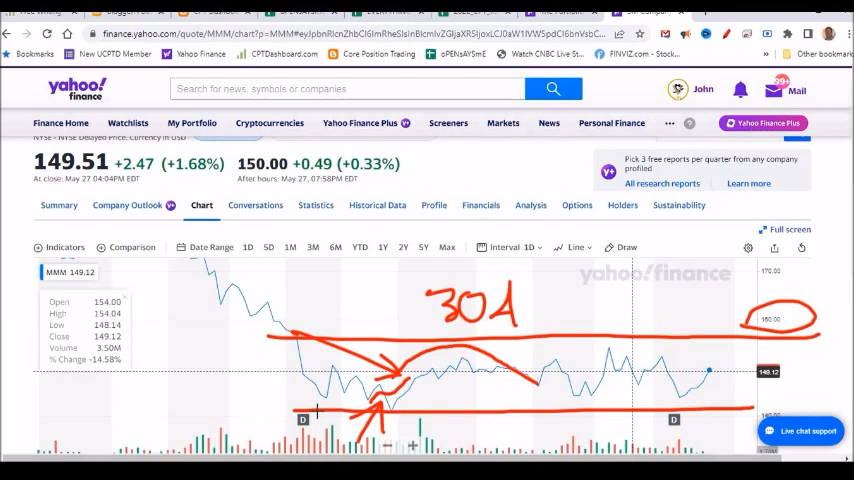 finance.yahoo.com/quote/MMM/chart?p=MMM#
Bookmarks New UCPTD Member Yahoo Finance CPTDashboard.com Core Position Trading oPENSAYSmE Watch CNBC Live Str... FINVIZ.com - Stock... Other bookmarks
yahoo!
finance
Search for news, symbols or companies
John
99+
Mail
Finance Home Watchlists My Portfolio Cryptocurrencies Yahoo Finance Plus Screeners Markets News Personal Finance ... Yahoo Finance Plus
NYSE - NYSE Delayed Price. Currency in USD
149.51 +2.47 (+1.68%) 150.00 +0.49 (+0.33%)
At close: May 27 04:04PM EDT After hours: May 27, 07:58PM EDT
Pick 3 free reports per quarter from any company
profiled
All research reports Learn more
Summary Company Outlook Chart Conversations Statistics Historical Data Profile Financials Analysis Options Holders Sustainability
Full screen
Indicators Comparison Date Range 1D 5D 1M 3M 6M YTD 1Y 2Y 5Y Max Interval 1D Line Draw
MMM 149.12
yahoo!finance
170.00
Open 154.00
High 154.04
Low 148.14
Close 149.12
Volume 3.50M
% Change -14.58%
160.00
149.12
D
D
Live chat support